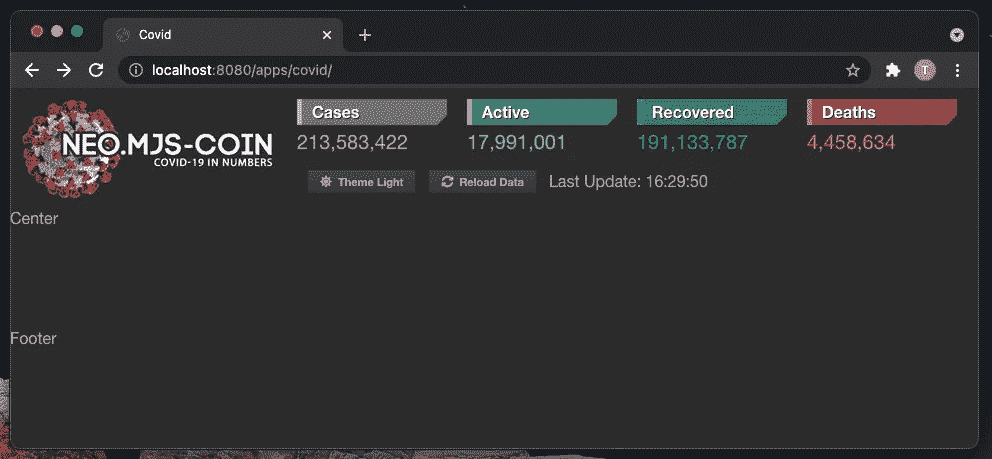 Covid
localhost:8080/apps/covid/
T
NEO.MJS-COIN
COVID-19 IN NUMBERS
Cases Active Recovered Deaths
213,583,422 17,991,001 191,133,787 4,458,634
Theme Light Reload Data Last Update: 16:29:50
Center
Footer